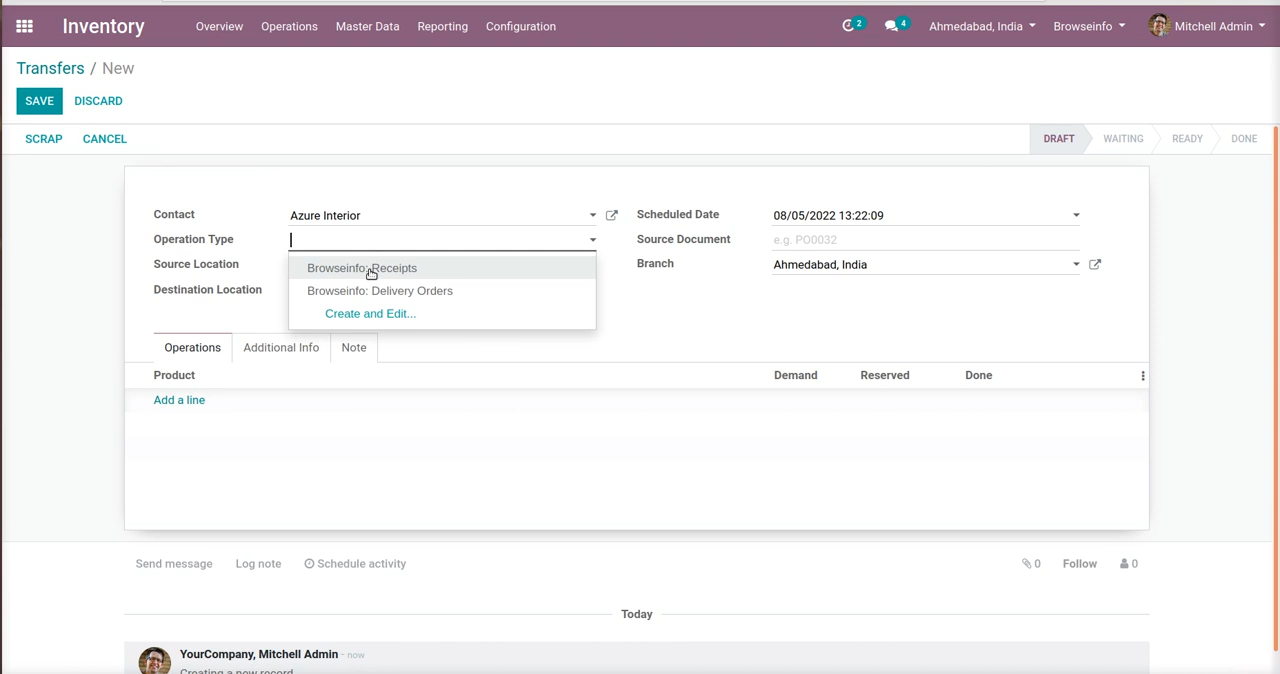 Inventory Overview Operations Master Data Reporting Configuration 2 4 Ahmedabad, India Browseinfo Mitchell Admin
Transfers / New
SAVE DISCARD
SCRAP CANCEL DRAFT WAITING READY DONE
Contact Azure Interior Scheduled Date 08/05/2022 13:22:09
Operation Type Source Document e.g. PO0032
Source Location Branch Ahmedabad, India
Browseinfo: Receipts
Destination Location
Browseinfo: Delivery Orders
Create and Edit...
Operations Additional Info Note
Product Demand Reserved Done
Add a line
Send message Log note Schedule activity 0 Follow 0
Today
YourCompany, Mitchell Admin - now
Creating a new record